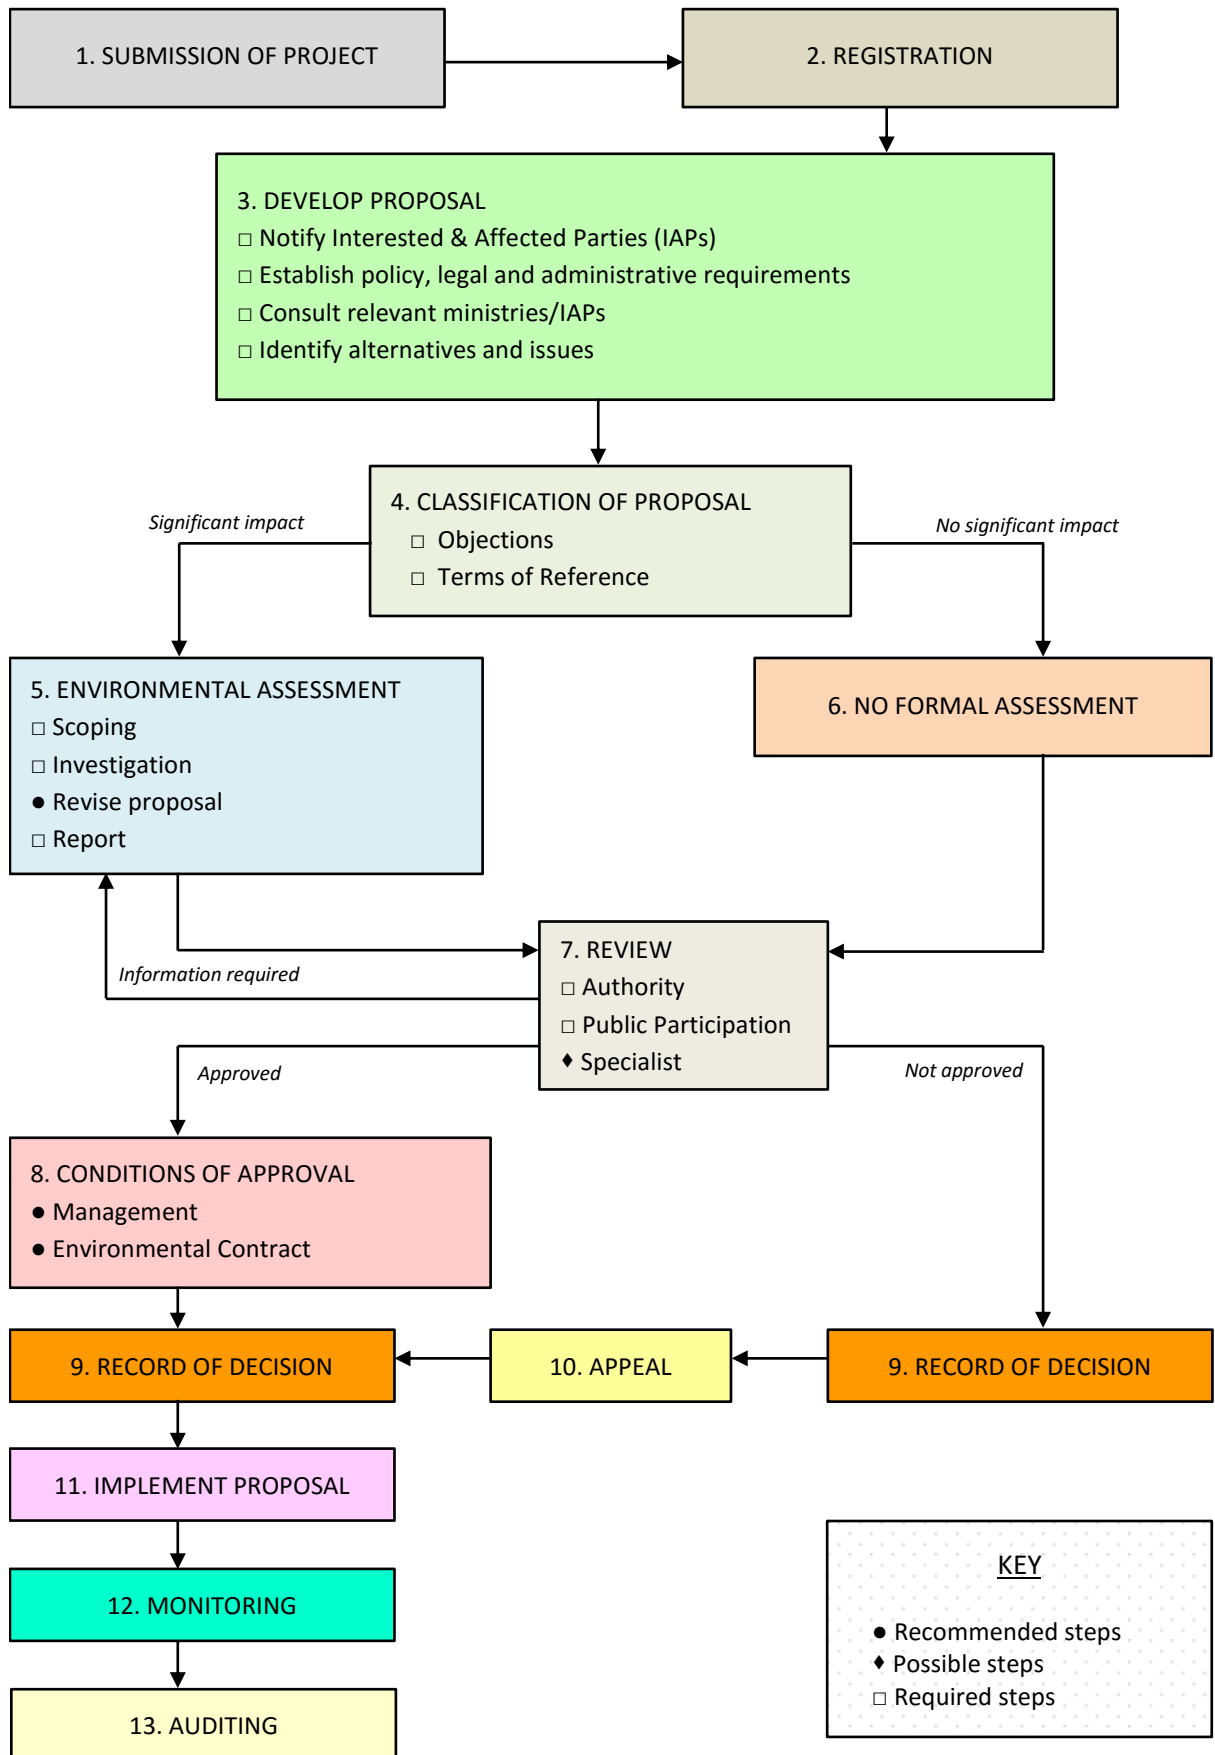 1. SUBMISSION OF PROJECT
2. REGISTRATION
3. DEVELOP PROPOSAL
□ Notify Interested & Affected Parties (IAPs)
□ Establish policy, legal and administrative requirements
□ Consult relevant ministries/IAPs
□ Identify alternatives and issues
4. CLASSIFICATION OF PROPOSAL
□ Objections
□ Terms of Reference
Significant impact
No significant impact
5. ENVIRONMENTAL ASSESSMENT
□ Scoping
□ Investigation
● Revise proposal
□ Report
6. NO FORMAL ASSESSMENT
7. REVIEW
□ Authority
□ Public Participation
♦ Specialist
Information required
Approved
Not approved
8. CONDITIONS OF APPROVAL
● Management
● Environmental Contract
9. RECORD OF DECISION
10. APPEAL
9. RECORD OF DECISION
11. IMPLEMENT PROPOSAL
12. MONITORING
13. AUDITING
KEY
● Recommended steps
♦ Possible steps
□ Required steps